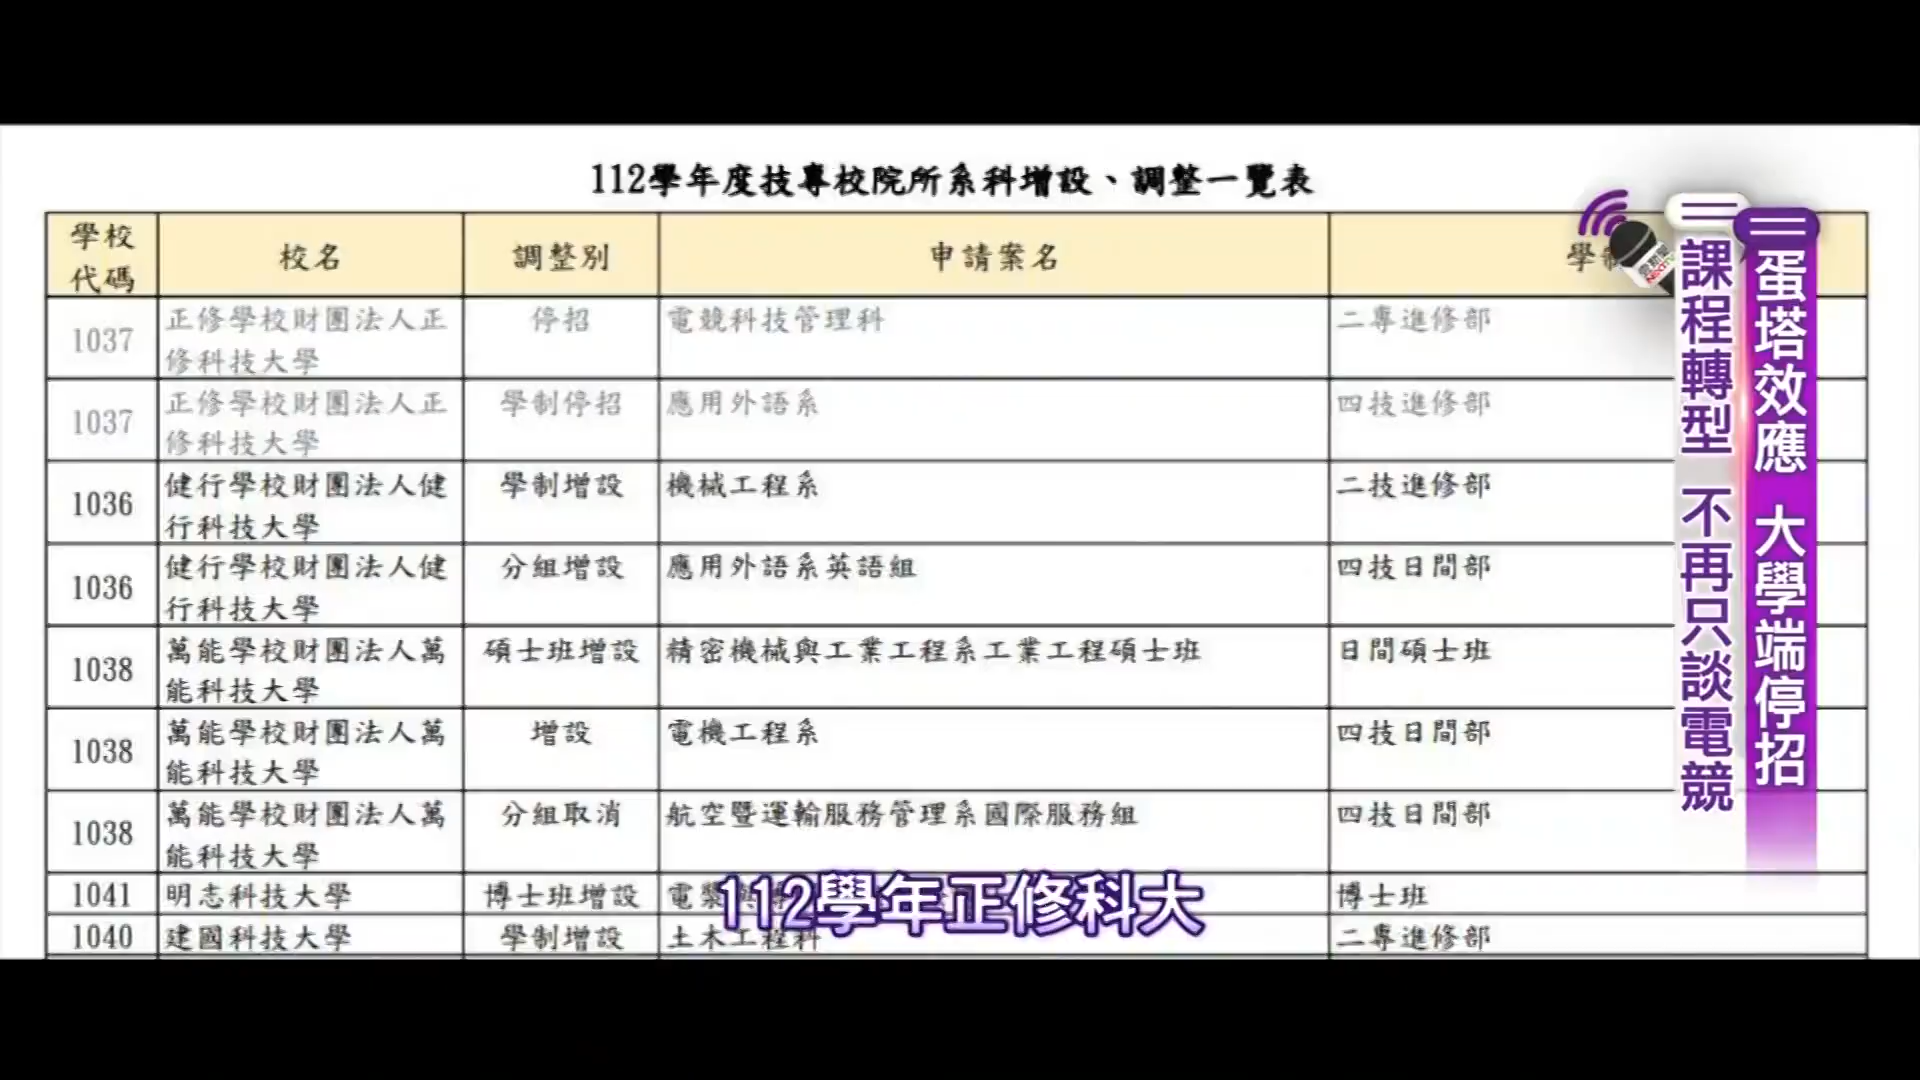 112學年度技專校院所系科增設、調整一覽表
學校
代碼
校名
調整別
申請案名
學制
1037
正修學校財團法人正
修科技大學
停招
電競科技管理科
二專進修部
1037
正修學校財團法人正
修科技大學
學制停招
應用外語系
四技進修部
1036
健行學校財團法人健
行科技大學
學制增設
機械工程系
二技進修部
1036
健行學校財團法人健
行科技大學
分組增設
應用外語系英語組
四技日間部
1038
萬能學校財團法人萬
能科技大學
碩士班增設
精密機械與工業工程系工業工程碩士班
日間碩士班
1038
萬能學校財團法人萬
能科技大學
增設
電機工程系
四技日間部
1038
萬能學校財團法人萬
能科技大學
分組取消
航空暨運輸服務管理系國際服務組
四技日間部
1041
明志科技大學
博士班增設
電漿
博士班
1040
建國科技大學
學制增設
土木工程科
二專進修部
112學年正修科大
蛋塔效應 大學端停招
課程轉型 不再只談電競